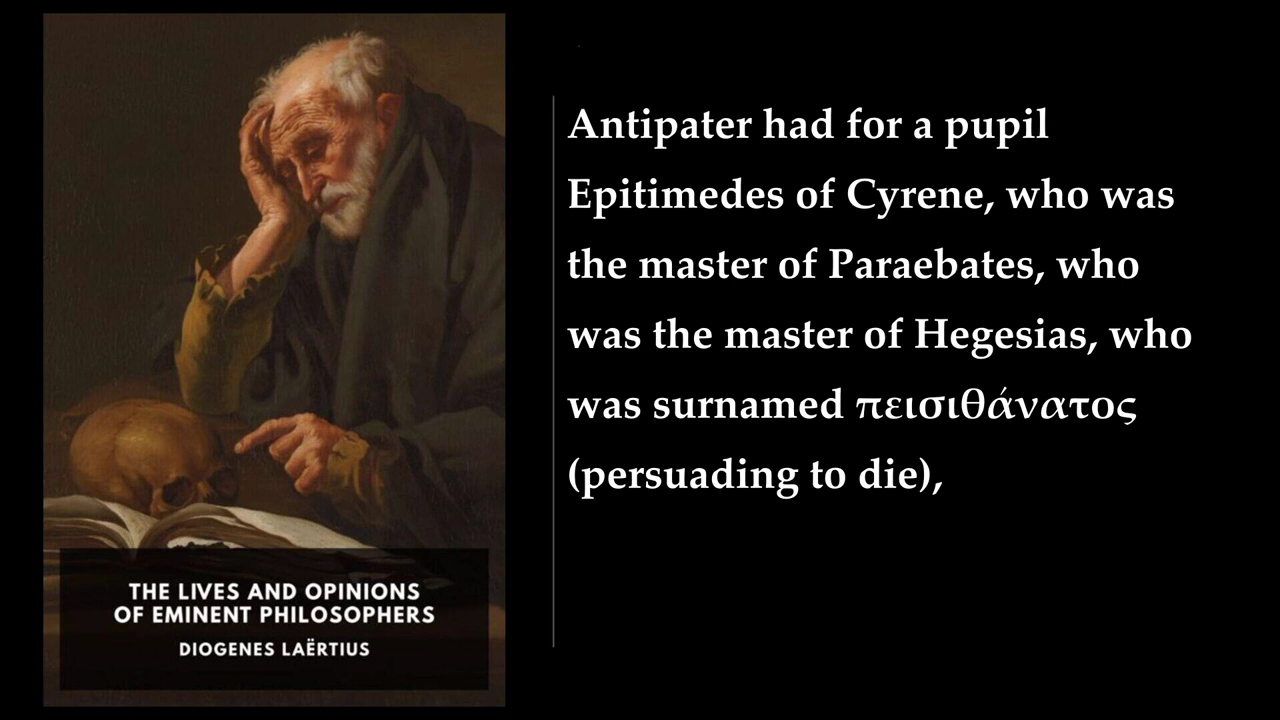 THE LIVES AND OPINIONS
OF EMINENT PHILOSOPHERS
DIOGENES LAËRTIUS
Antipater had for a pupil
Epitimedes of Cyrene, who was
the master of Paraebates, who
was the master of Hegesias, who
was surnamed πεισιθάνατος
(persuading to die),